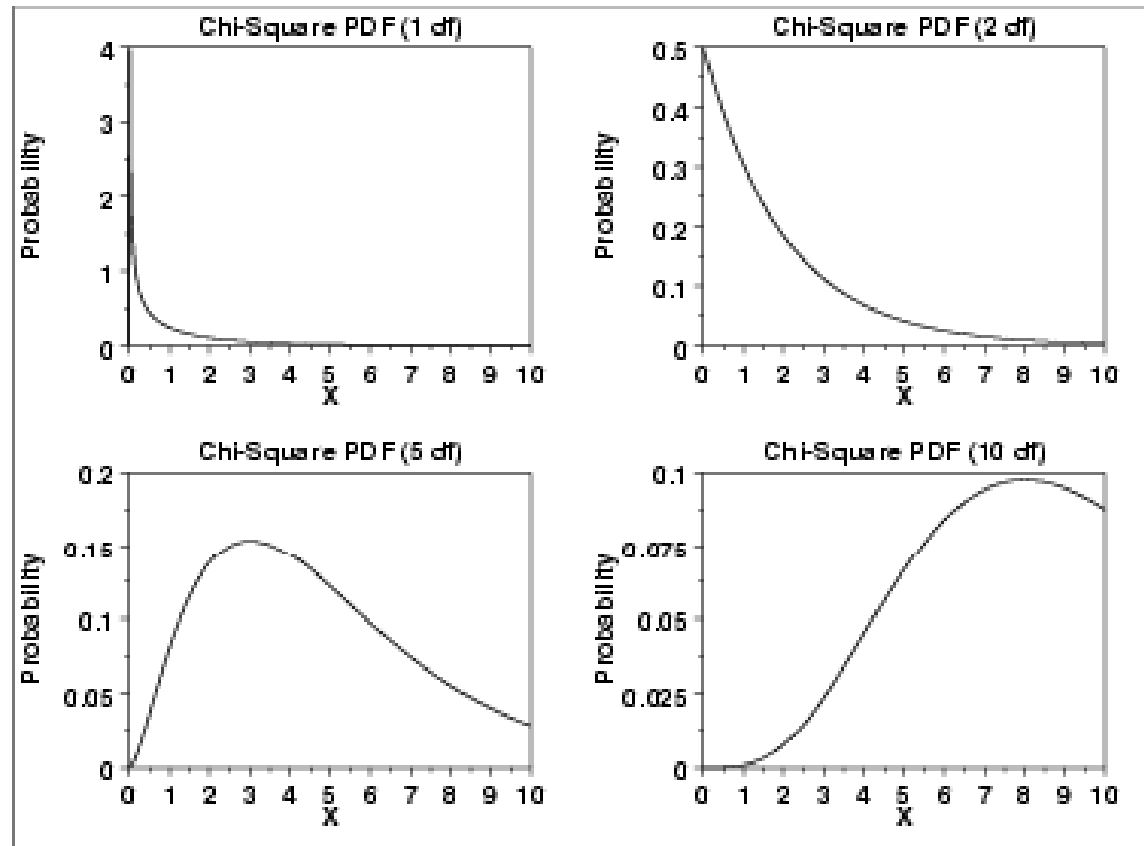 Chi-Square PDF (1 df)
Probability
4
3
2
1
0
0 1 2 3 4 5 6 7 8 9 10
X
Chi-Square PDF (2 df)
Probability
0.5
0.4
0.3
0.2
0.1
0
0 1 2 3 4 5 6 7 8 9 10
X
Chi-Square PDF (5 df)
Probability
0.2
0.15
0.1
0.05
0
0 1 2 3 4 5 6 7 8 9 10
X
Chi-Square PDF (10 df)
Probability
0.1
0.075
0.05
0.025
0
0 1 2 3 4 5 6 7 8 9 10
X